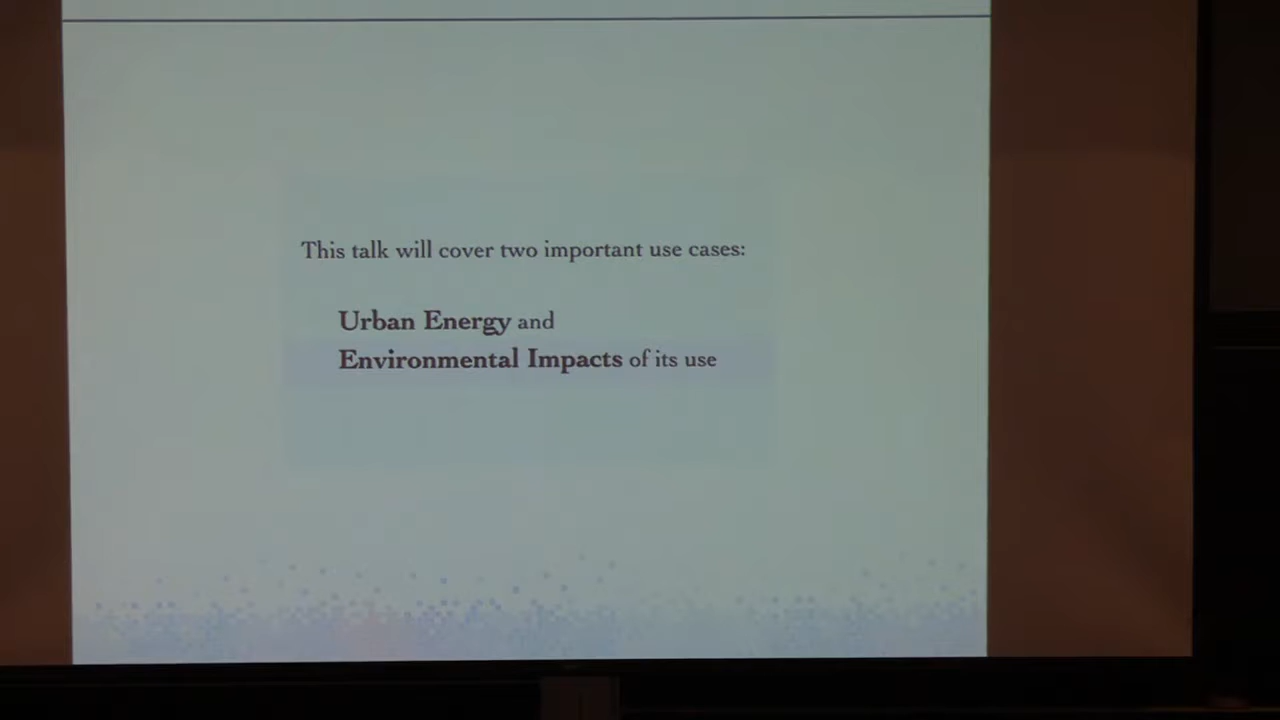 This talk will cover two important use cases:
Urban Energy and
Environmental Impacts of its use